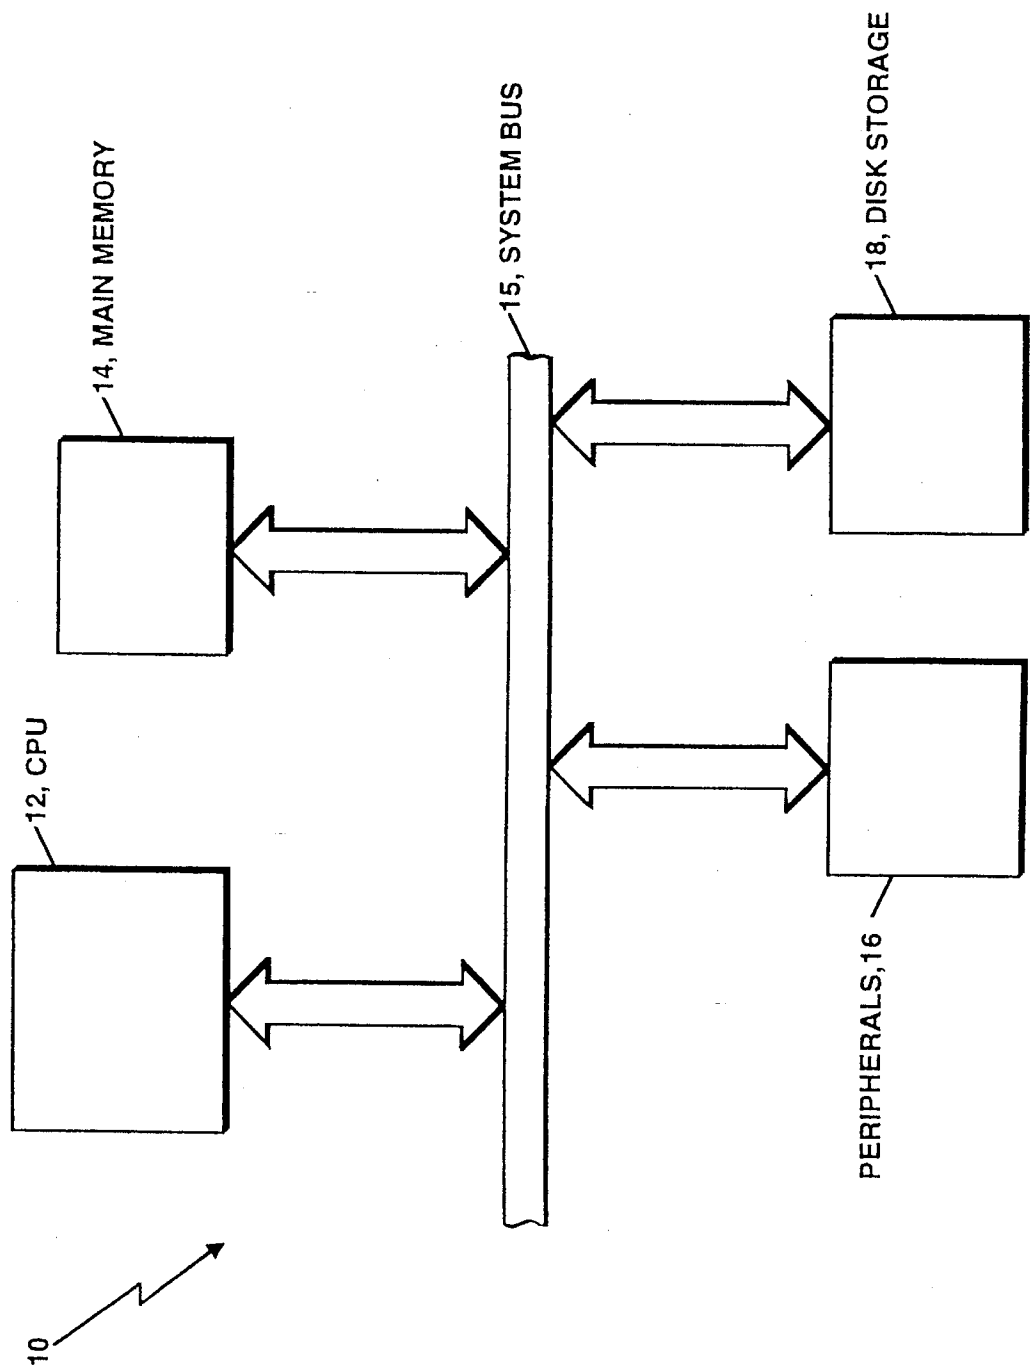 12, CPU
14, MAIN MEMORY
15, SYSTEM BUS
PERIPHERALS,16
18, DISK STORAGE
10